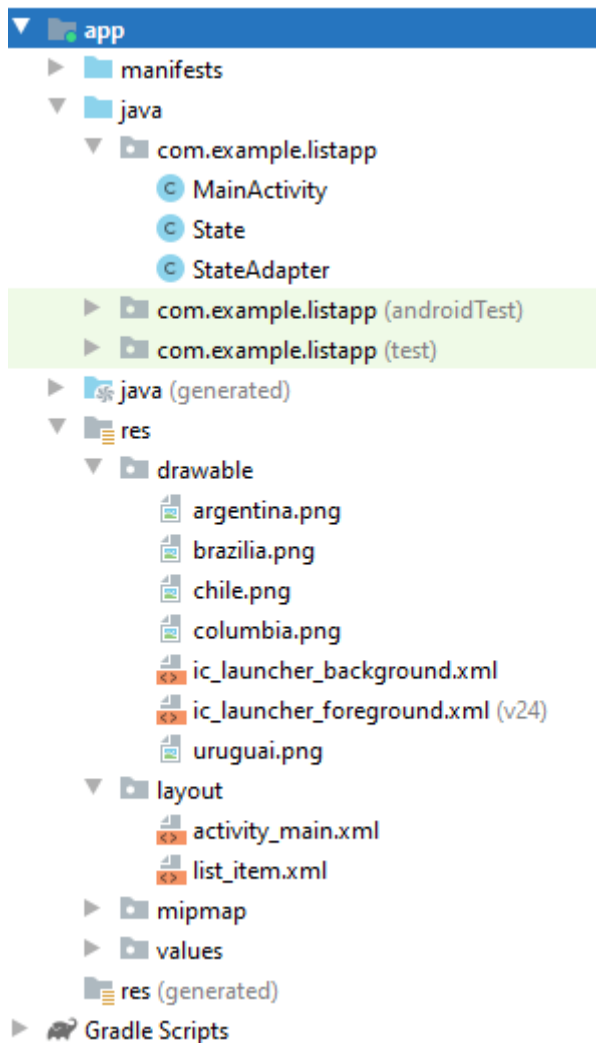 app
manifests
java
com.example.listapp
C MainActivity
C State
C StateAdapter
com.example.listapp (androidTest)
com.example.listapp (test)
java (generated)
res
drawable
argentina.png
brazilia.png
chile.png
columbia.png
ic_launcher_background.xml
ic_launcher_foreground.xml (v24)
uruguai.png
layout
activity_main.xml
list_item.xml
mipmap
values
res (generated)
Gradle Scripts